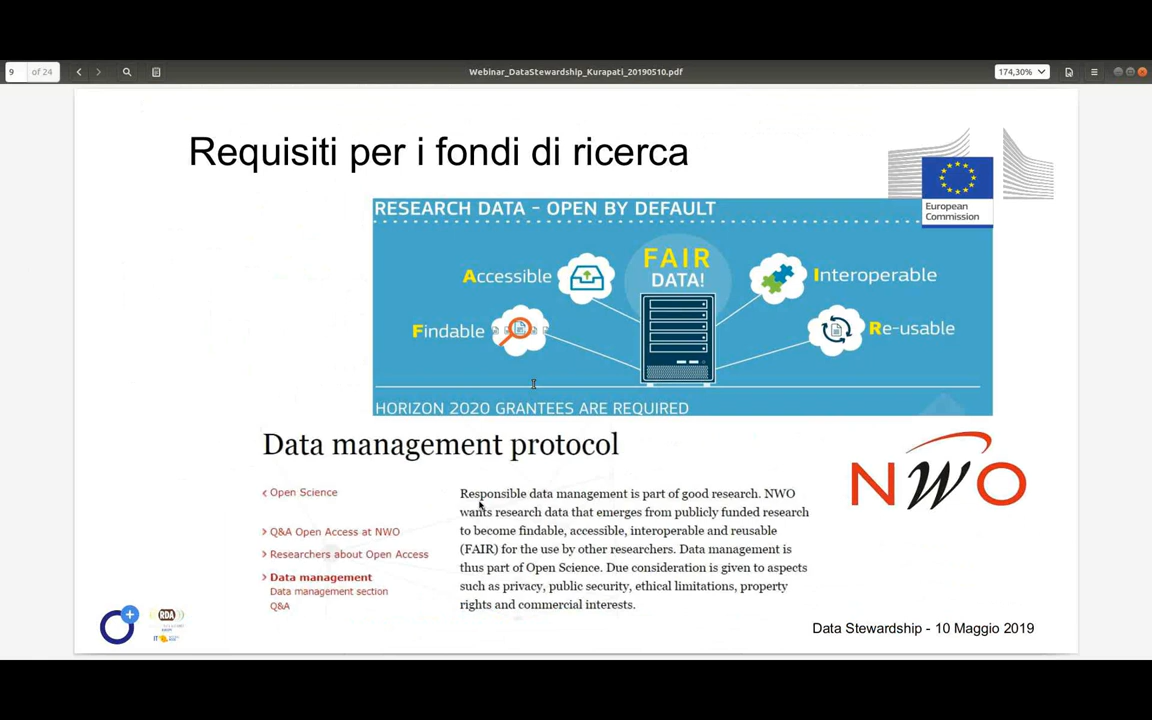 9 of 24
Webinar_DataStewardship_Kurapati_20190510.pdf
174,30%
Requisiti per i fondi di ricerca
European
Commission
RESEARCH DATA - OPEN BY DEFAULT
FAIR
DATA!
Accessible
Interoperable
Findable
Re-usable
HORIZON 2020 GRANTEES ARE REQUIRED
Data management protocol
NWO
Open Science
Q&A Open Access at NWO
Researchers about Open Access
Data management
Data management section
Q&A
Responsible data management is part of good research. NWO
wants research data that emerges from publicly funded research
to become findable, accessible, interoperable and reusable
(FAIR) for the use by other researchers. Data management is
thus part of Open Science. Due consideration is given to aspects
such as privacy, public security, ethical limitations, property
rights and commercial interests.
RDA
IT
Data Stewardship - 10 Maggio 2019